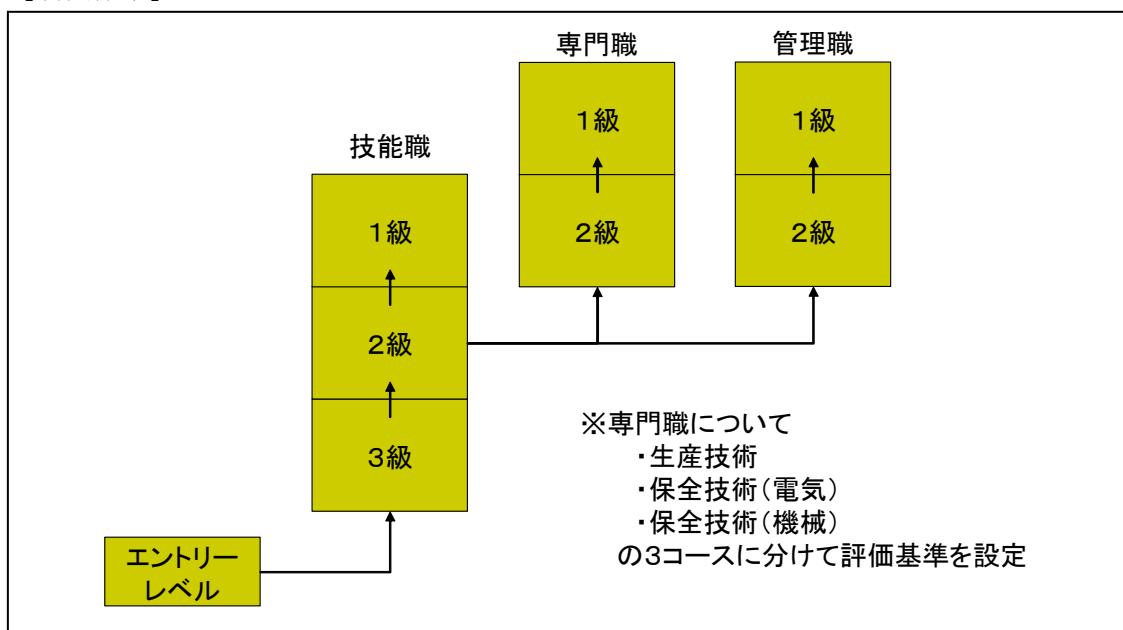 専門職
管理職
1級
1級
技能職
2級
2級
1級
2級
3級
※専門職について
・生産技術
・保全技術(電気)
・保全技術(機械)
の3コースに分けて評価基準を設定
エントリー
レベル